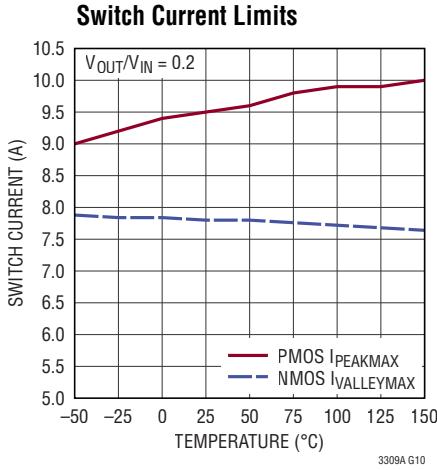 Switch Current Limits
V_OUT/V_IN = 0.2
SWITCH CURRENT (A)
10.5
10.0
9.5
9.0
8.5
8.0
7.5
7.0
6.5
6.0
5.5
5.0
PMOS I_PEAKMAX
NMOS I_VALLEYMAX
–50 –25 0 25 50 75 100 125 150
TEMPERATURE (°C)
3309A G10